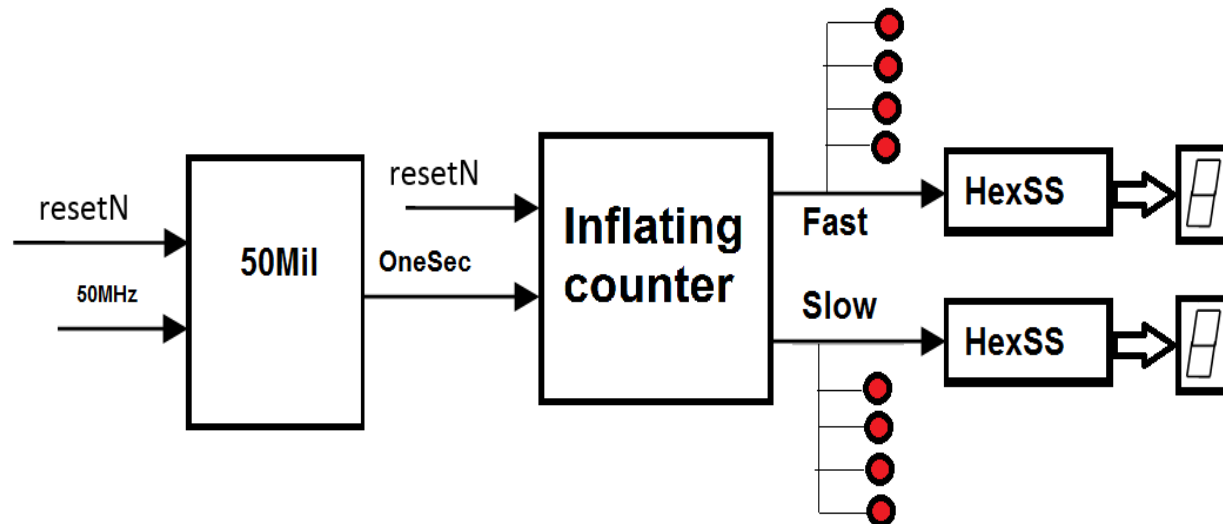 resetN
50MHz
50Mil
resetN
OneSec
Inflating
counter
Fast
Slow
HexSS
HexSS